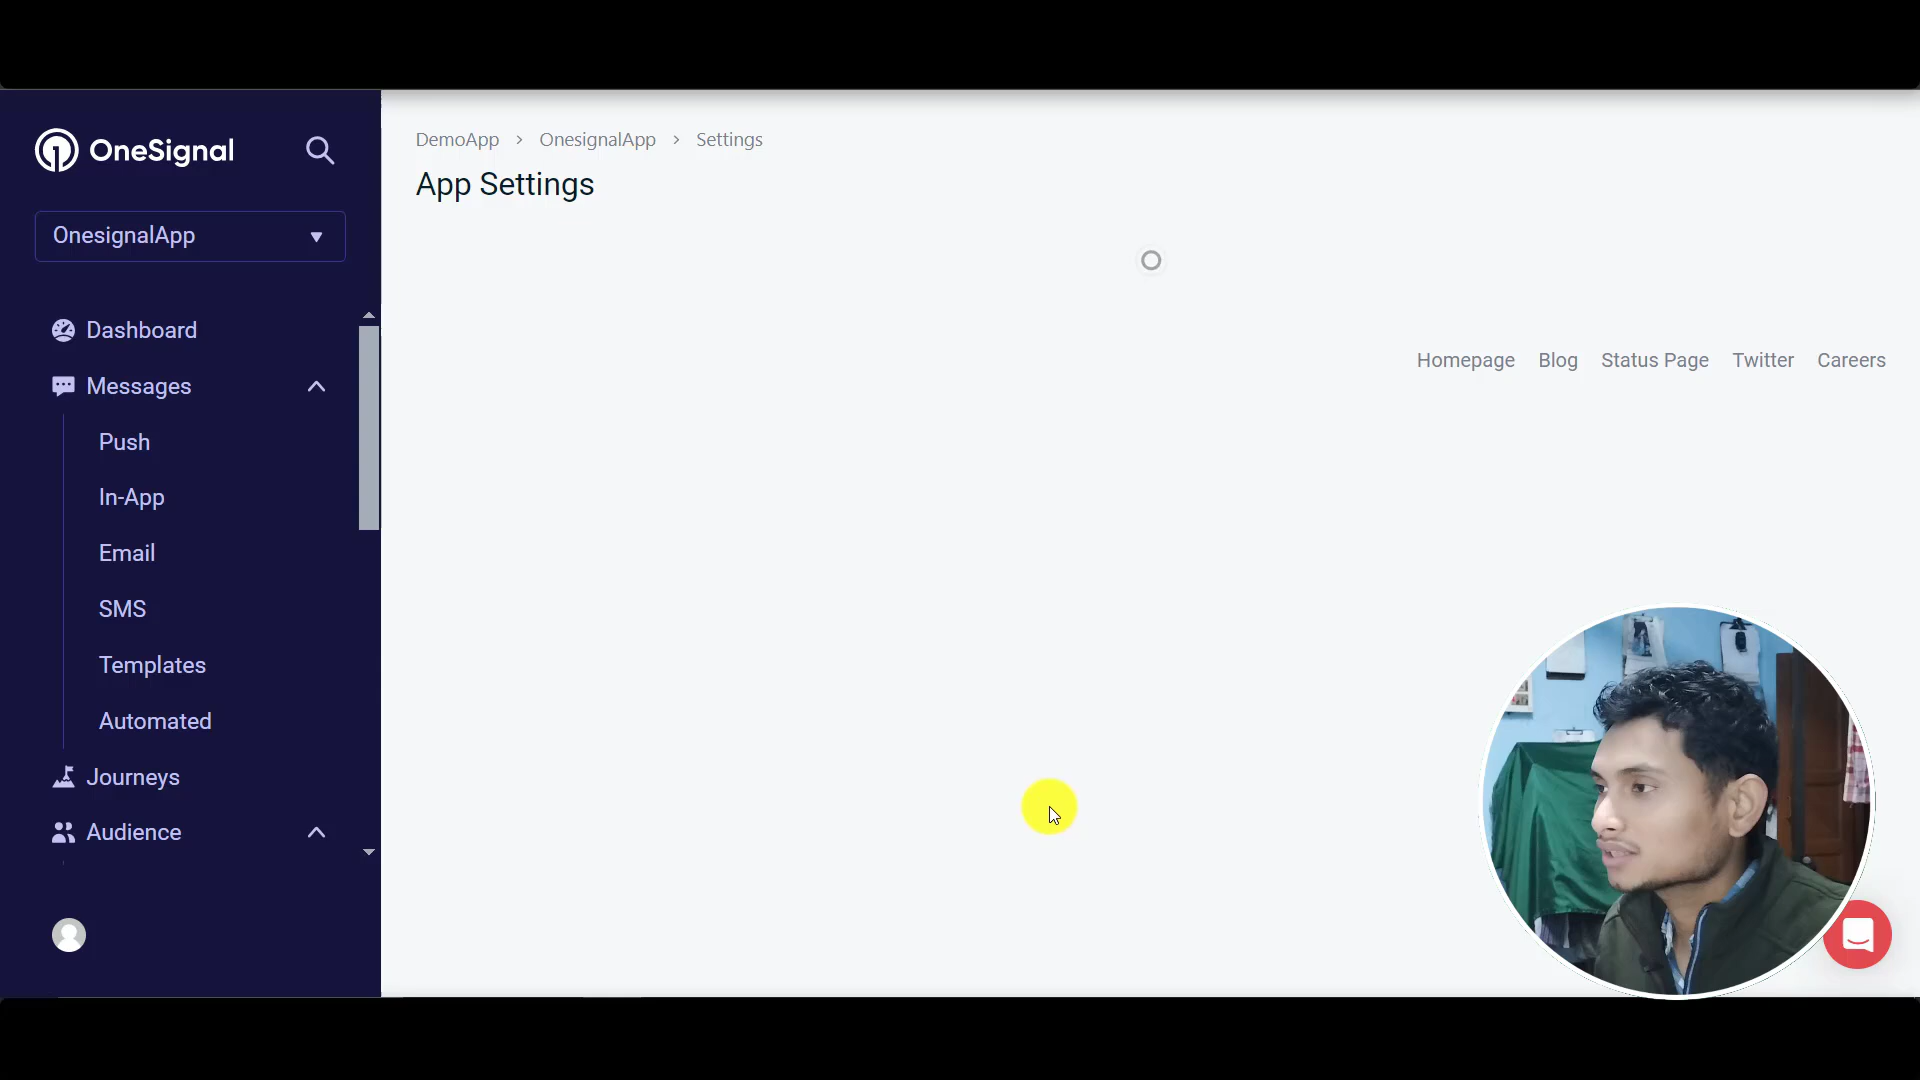 OneSignal
OnesignalApp
Dashboard
Messages
Push
In-App
Email
SMS
Templates
Automated
Journeys
Audience
DemoApp > OnesignalApp > Settings
App Settings
Homepage Blog Status Page Twitter Careers